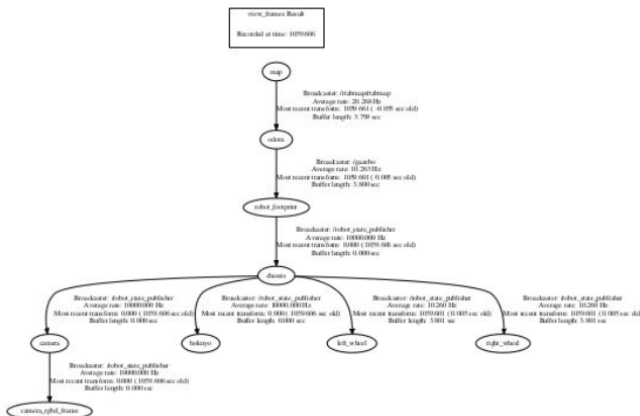 view_frames Result
Recorded at time: 1059.606
map
Broadcaster: /rtabmap/rtabmap
Average rate: 20.268 Hz
Most recent transform: 1059.661 ( -0.055 sec old)
Buffer length: 3.799 sec
odom
Broadcaster: /gazebo
Average rate: 10.263 Hz
Most recent transform: 1059.601 ( 0.005 sec old)
Buffer length: 3.800 sec
robot_footprint
Broadcaster: /robot_state_publisher
Average rate: 10000.000 Hz
Most recent transform: 0.000 ( 1059.606 sec old)
Buffer length: 0.000 sec
chassis
Broadcaster: /robot_state_publisher
Average rate: 10000.000 Hz
Most recent transform: 0.000 ( 1059.606 sec old)
Buffer length: 0.000 sec
Broadcaster: /robot_state_publisher
Average rate: 10000.000 Hz
Most recent transform: 0.000 ( 1059.606 sec old)
Buffer length: 0.000 sec
Broadcaster: /robot_state_publisher
Average rate: 10.260 Hz
Most recent transform: 1059.601 ( 0.005 sec old)
Buffer length: 3.801 sec
Broadcaster: /robot_state_publisher
Average rate: 10.260 Hz
Most recent transform: 1059.601 ( 0.005 sec old)
Buffer length: 3.801 sec
camera
hokuyo
left_wheel
right_wheel
Broadcaster: /robot_state_publisher
Average rate: 10000.000 Hz
Most recent transform: 0.000 ( 1059.606 sec old)
Buffer length: 0.000 sec
camera_rgbd_frame